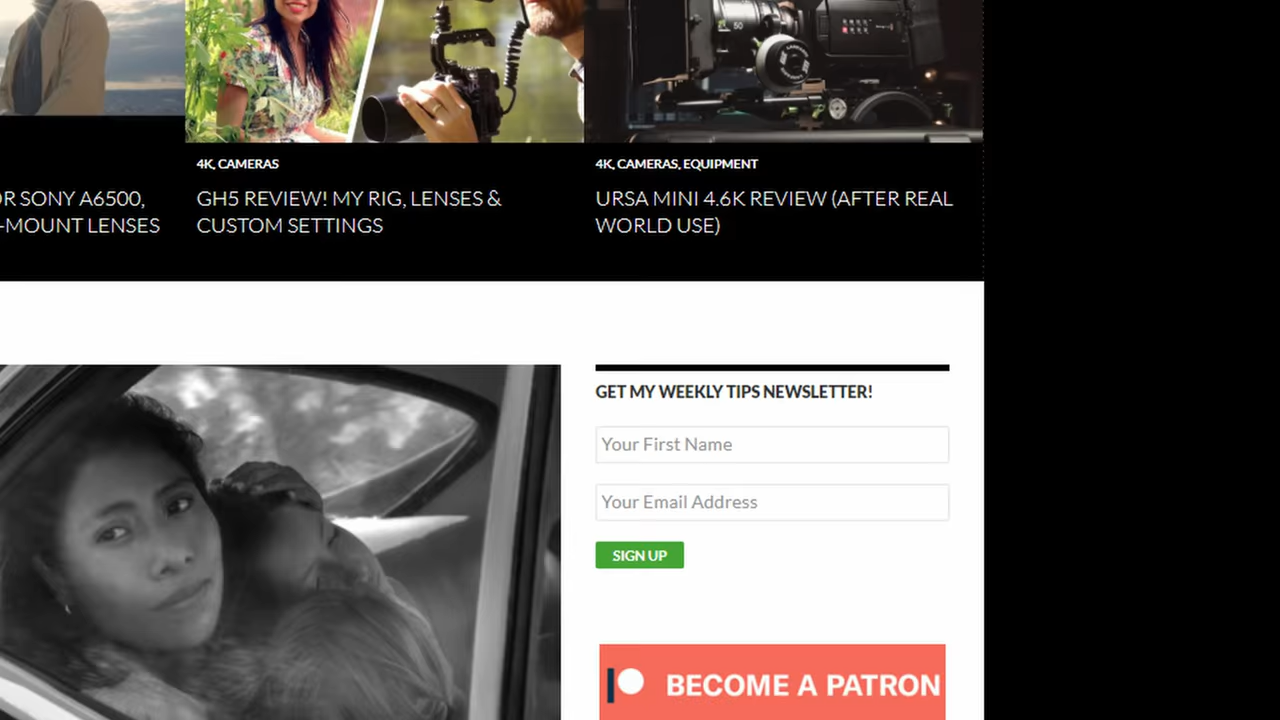 4K, CAMERAS
4K, CAMERAS, EQUIPMENT
OR SONY A6500,
-MOUNT LENSES
GH5 REVIEW! MY RIG, LENSES &
CUSTOM SETTINGS
URSA MINI 4.6K REVIEW (AFTER REAL
WORLD USE)
GET MY WEEKLY TIPS NEWSLETTER!
Your First Name
Your Email Address
SIGN UP
BECOME A PATRON